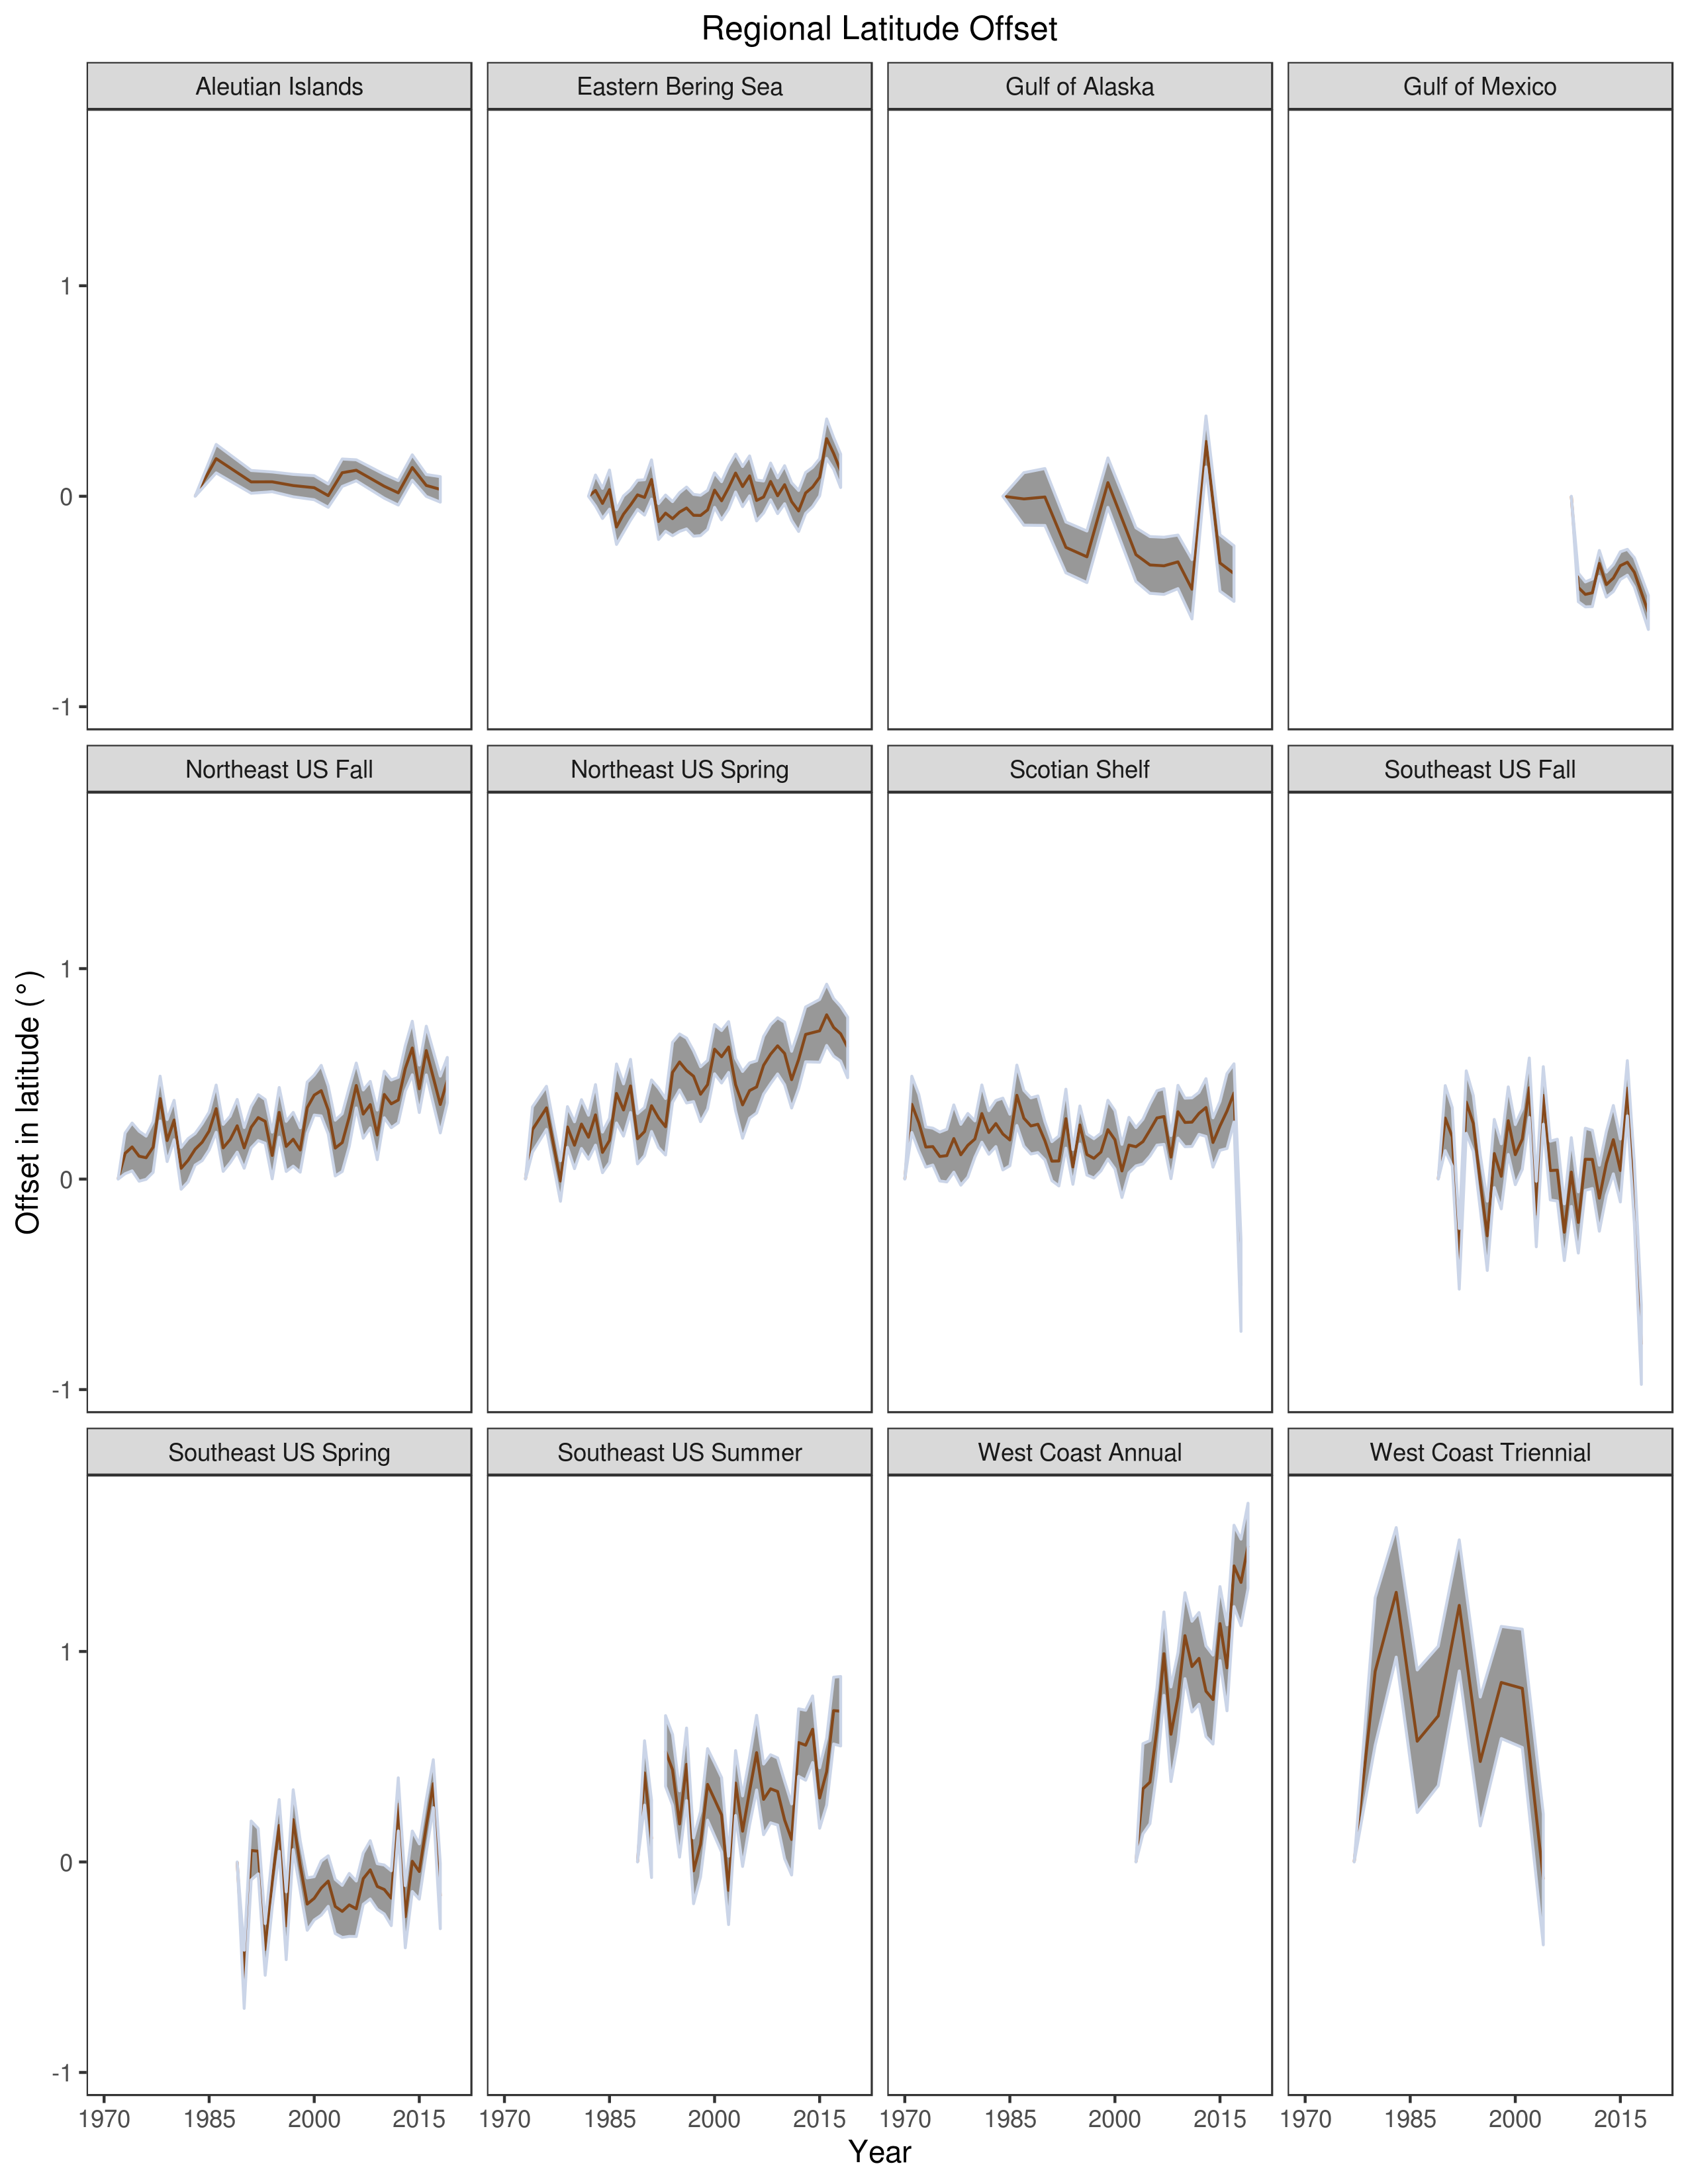 Regional Latitude Offset
Aleutian Islands
Eastern Bering Sea
Gulf of Alaska
Gulf of Mexico
1
0
-1
Northeast US Fall
Northeast US Spring
Scotian Shelf
Southeast US Fall
Offset in latitude (°)
1
0
-1
Southeast US Spring
Southeast US Summer
West Coast Annual
West Coast Triennial
1
0
-1
1970 1985 2000 2015 1970 1985 2000 2015 1970 1985 2000 2015 1970 1985 2000 2015
Year